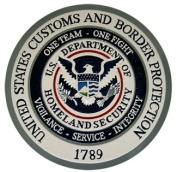 UNITED STATES CUSTOMS AND BORDER PROTECTION
ONE TEAM - ONE FIGHT
U.S. DEPARTMENT OF
HOMELAND SECURITY
VIGILANCE - SERVICE - INTEGRITY
1789